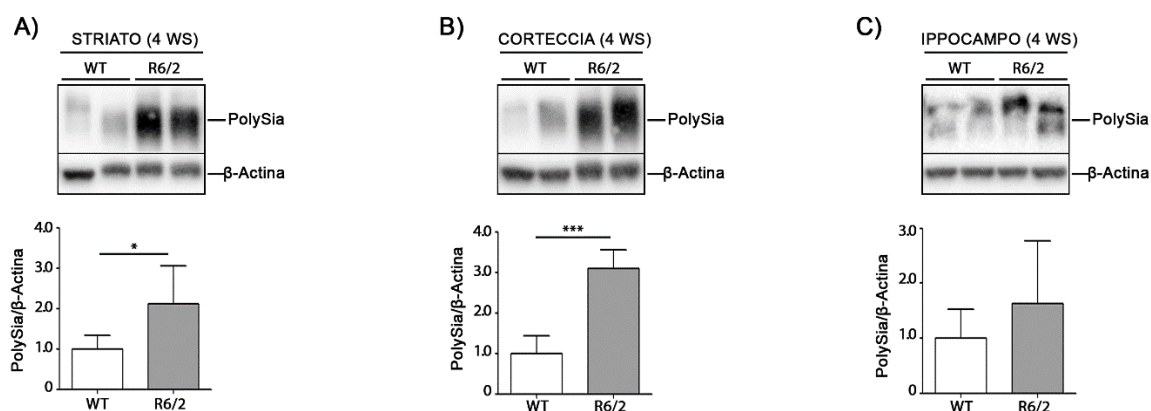 A)
STRIATO (4 WS)
WT R6/2
PolySia
β-Actina
PolySia/β-Actina
4.0
3.0
2.0
1.0
0
*
WT R6/2
B)
CORTECCIA (4 WS)
WT R6/2
PolySia
β-Actina
PolySia/β-Actina
4.0
3.0
2.0
1.0
0
***
WT R6/2
C)
IPPOCAMPO (4 WS)
WT R6/2
PolySia
β-Actina
PolySia/β-Actina
3.0
2.0
1.0
0
WT R6/2